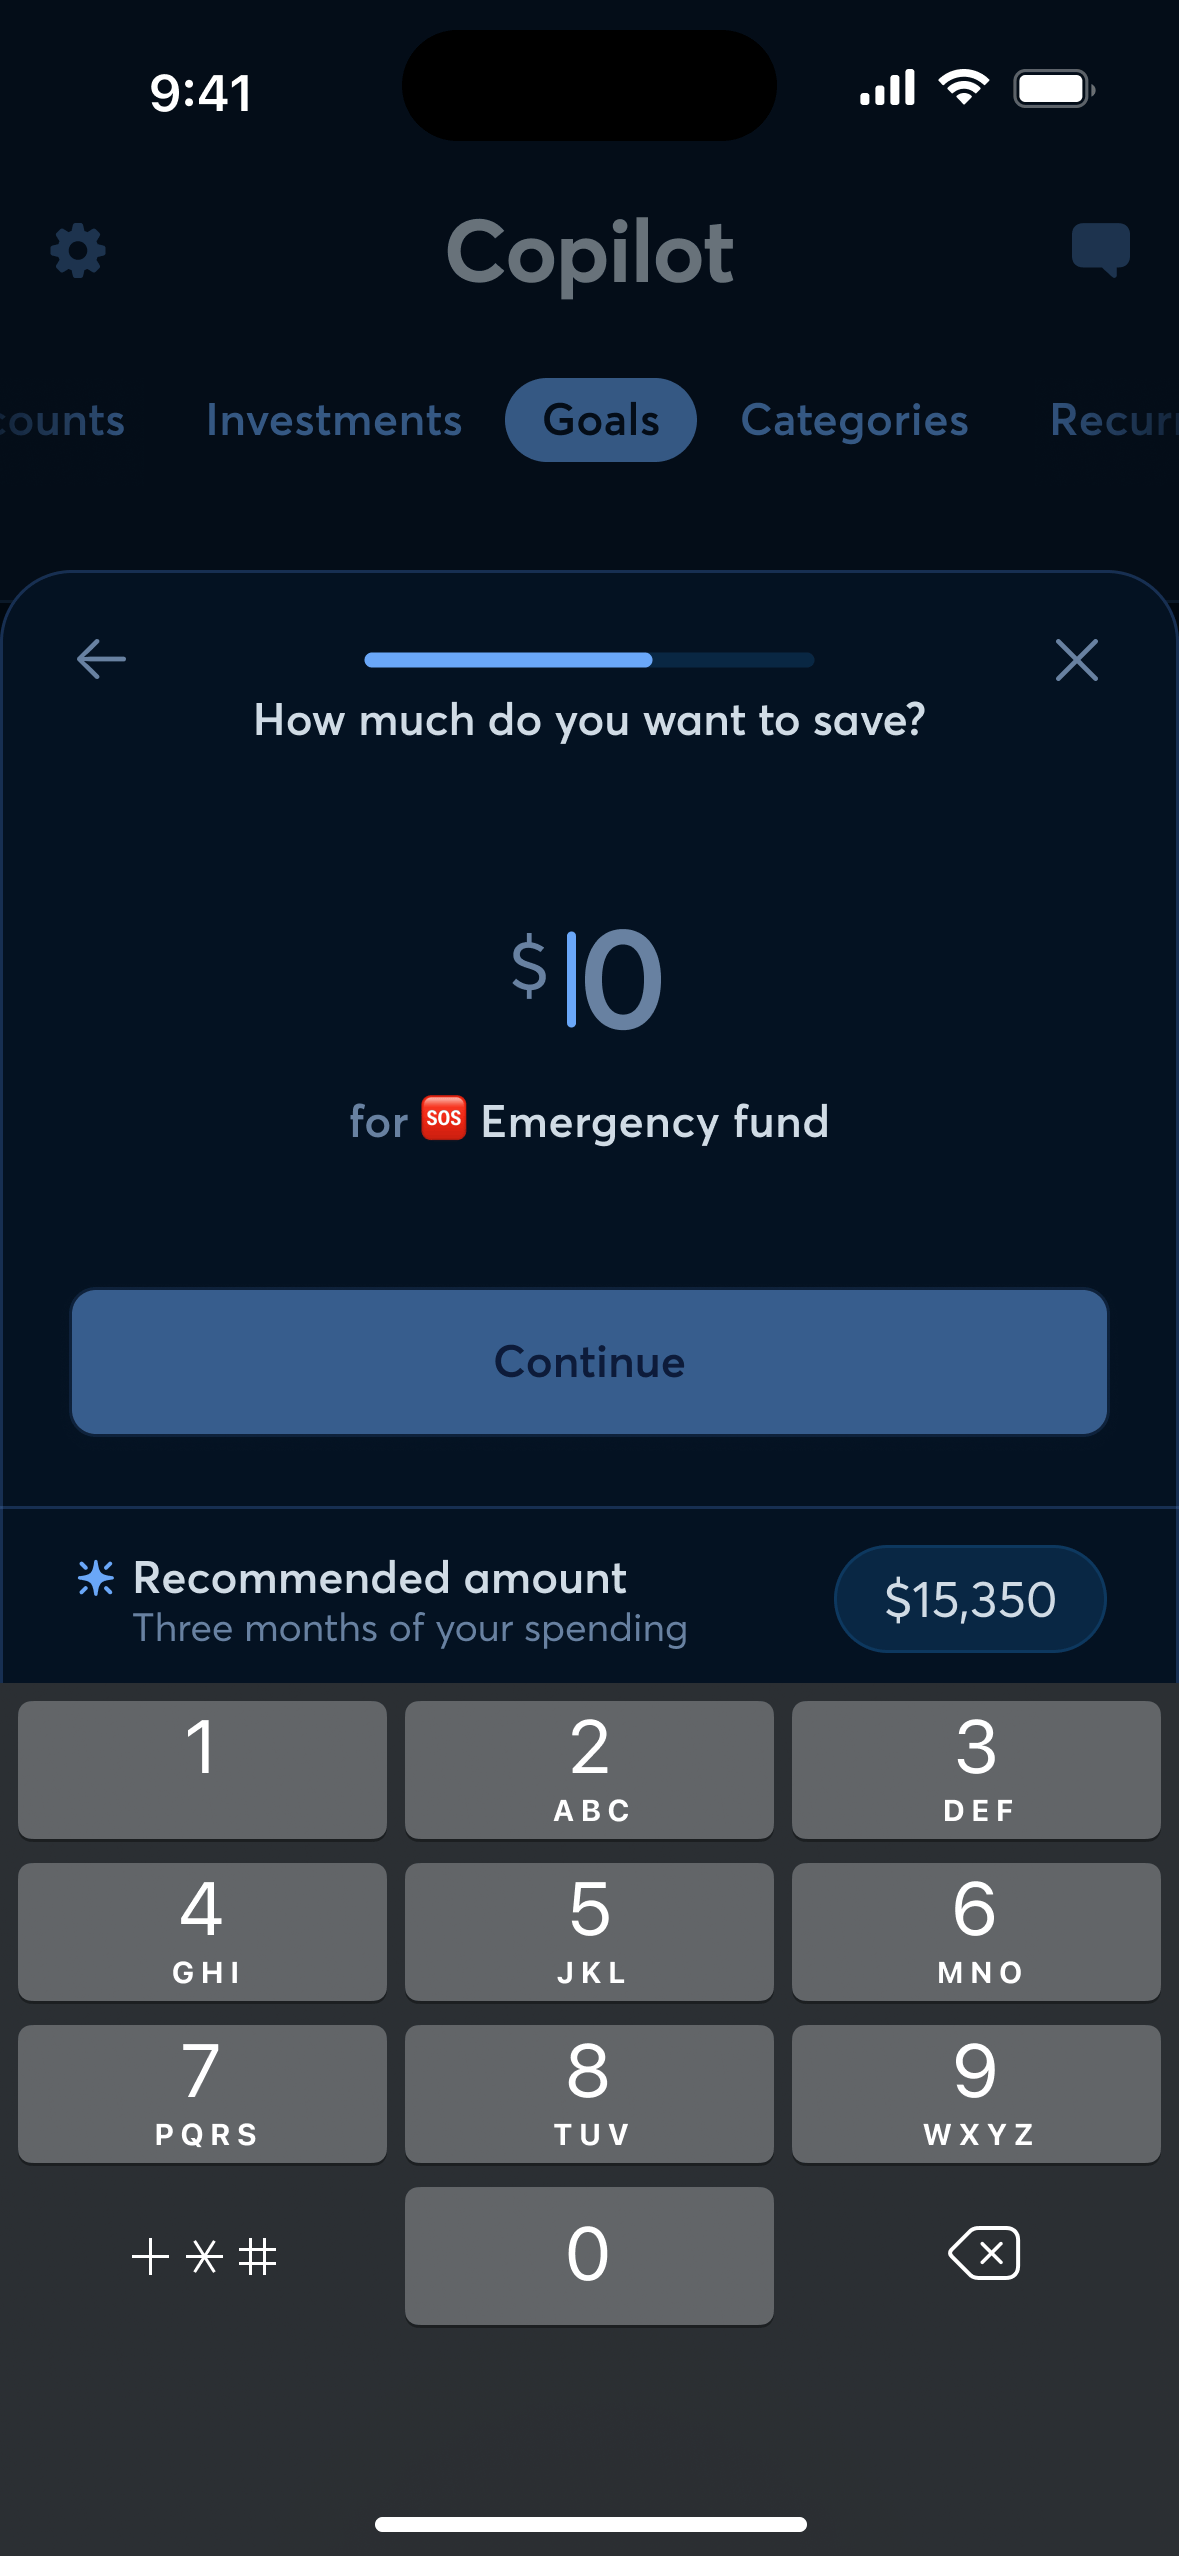 9:41
Copilot
counts Investments Goals Categories Recurr
How much do you want to save?
$0
for SOS Emergency fund
Continue
Recommended amount
Three months of your spending
$15,350
1 2 3
ABC DEF
4 5 6
GHI JKL MNO
7 8 9
PQRS TUV WXYZ
+*# 0